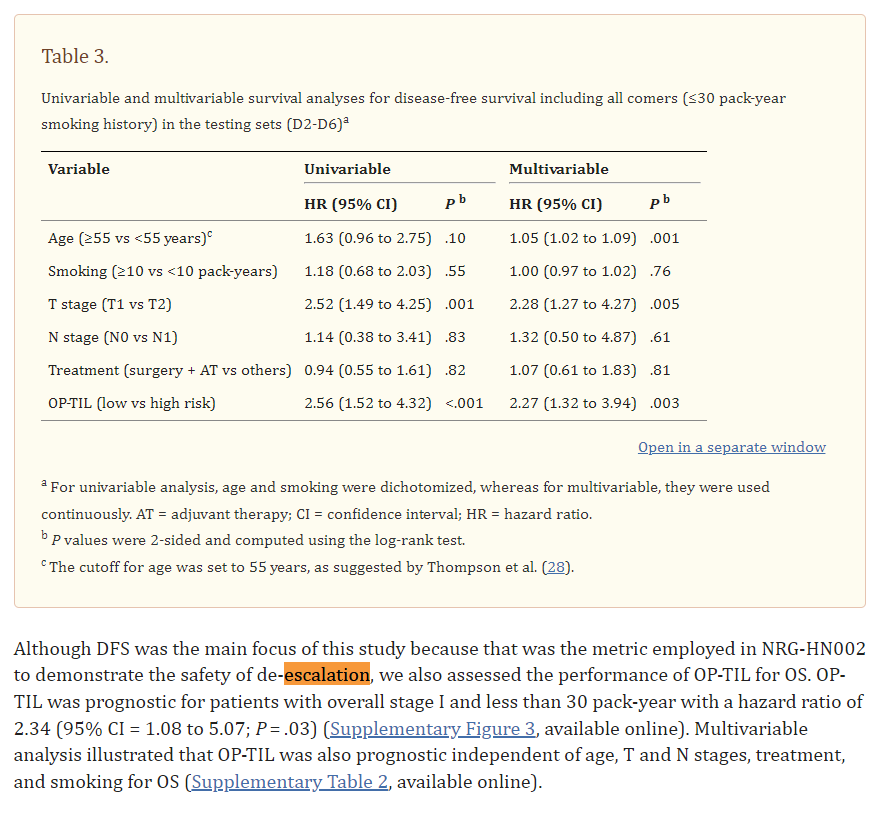 Table 3.
Univariable and multivariable survival analyses for disease-free survival including all comers (≤30 pack-year
smoking history) in the testing sets (D2-D6)a
Variable Univariable Multivariable
HR (95% CI) P b HR (95% CI) P b
Age (≥55 vs <55 years)c 1.63 (0.96 to 2.75) .10 1.05 (1.02 to 1.09) .001
Smoking (≥10 vs <10 pack-years) 1.18 (0.68 to 2.03) .55 1.00 (0.97 to 1.02) .76
T stage (T1 vs T2) 2.52 (1.49 to 4.25) .001 2.28 (1.27 to 4.27) .005
N stage (N0 vs N1) 1.14 (0.38 to 3.41) .83 1.32 (0.50 to 4.87) .61
Treatment (surgery + AT vs others) 0.94 (0.55 to 1.61) .82 1.07 (0.61 to 1.83) .81
OP-TIL (low vs high risk) 2.56 (1.52 to 4.32) <.001 2.27 (1.32 to 3.94) .003
Open in a separate window
a For univariable analysis, age and smoking were dichotomized, whereas for multivariable, they were used
continuously. AT = adjuvant therapy; CI = confidence interval; HR = hazard ratio.
b P values were 2-sided and computed using the log-rank test.
c The cutoff for age was set to 55 years, as suggested by Thompson et al. (28).
Although DFS was the main focus of this study because that was the metric employed in NRG-HN002
to demonstrate the safety of de-escalation, we also assessed the performance of OP-TIL for OS. OP-
TIL was prognostic for patients with overall stage I and less than 30 pack-year with a hazard ratio of
2.34 (95% CI = 1.08 to 5.07; P = .03) (Supplementary Figure 3, available online). Multivariable
analysis illustrated that OP-TIL was also prognostic independent of age, T and N stages, treatment,
and smoking for OS (Supplementary Table 2, available online).